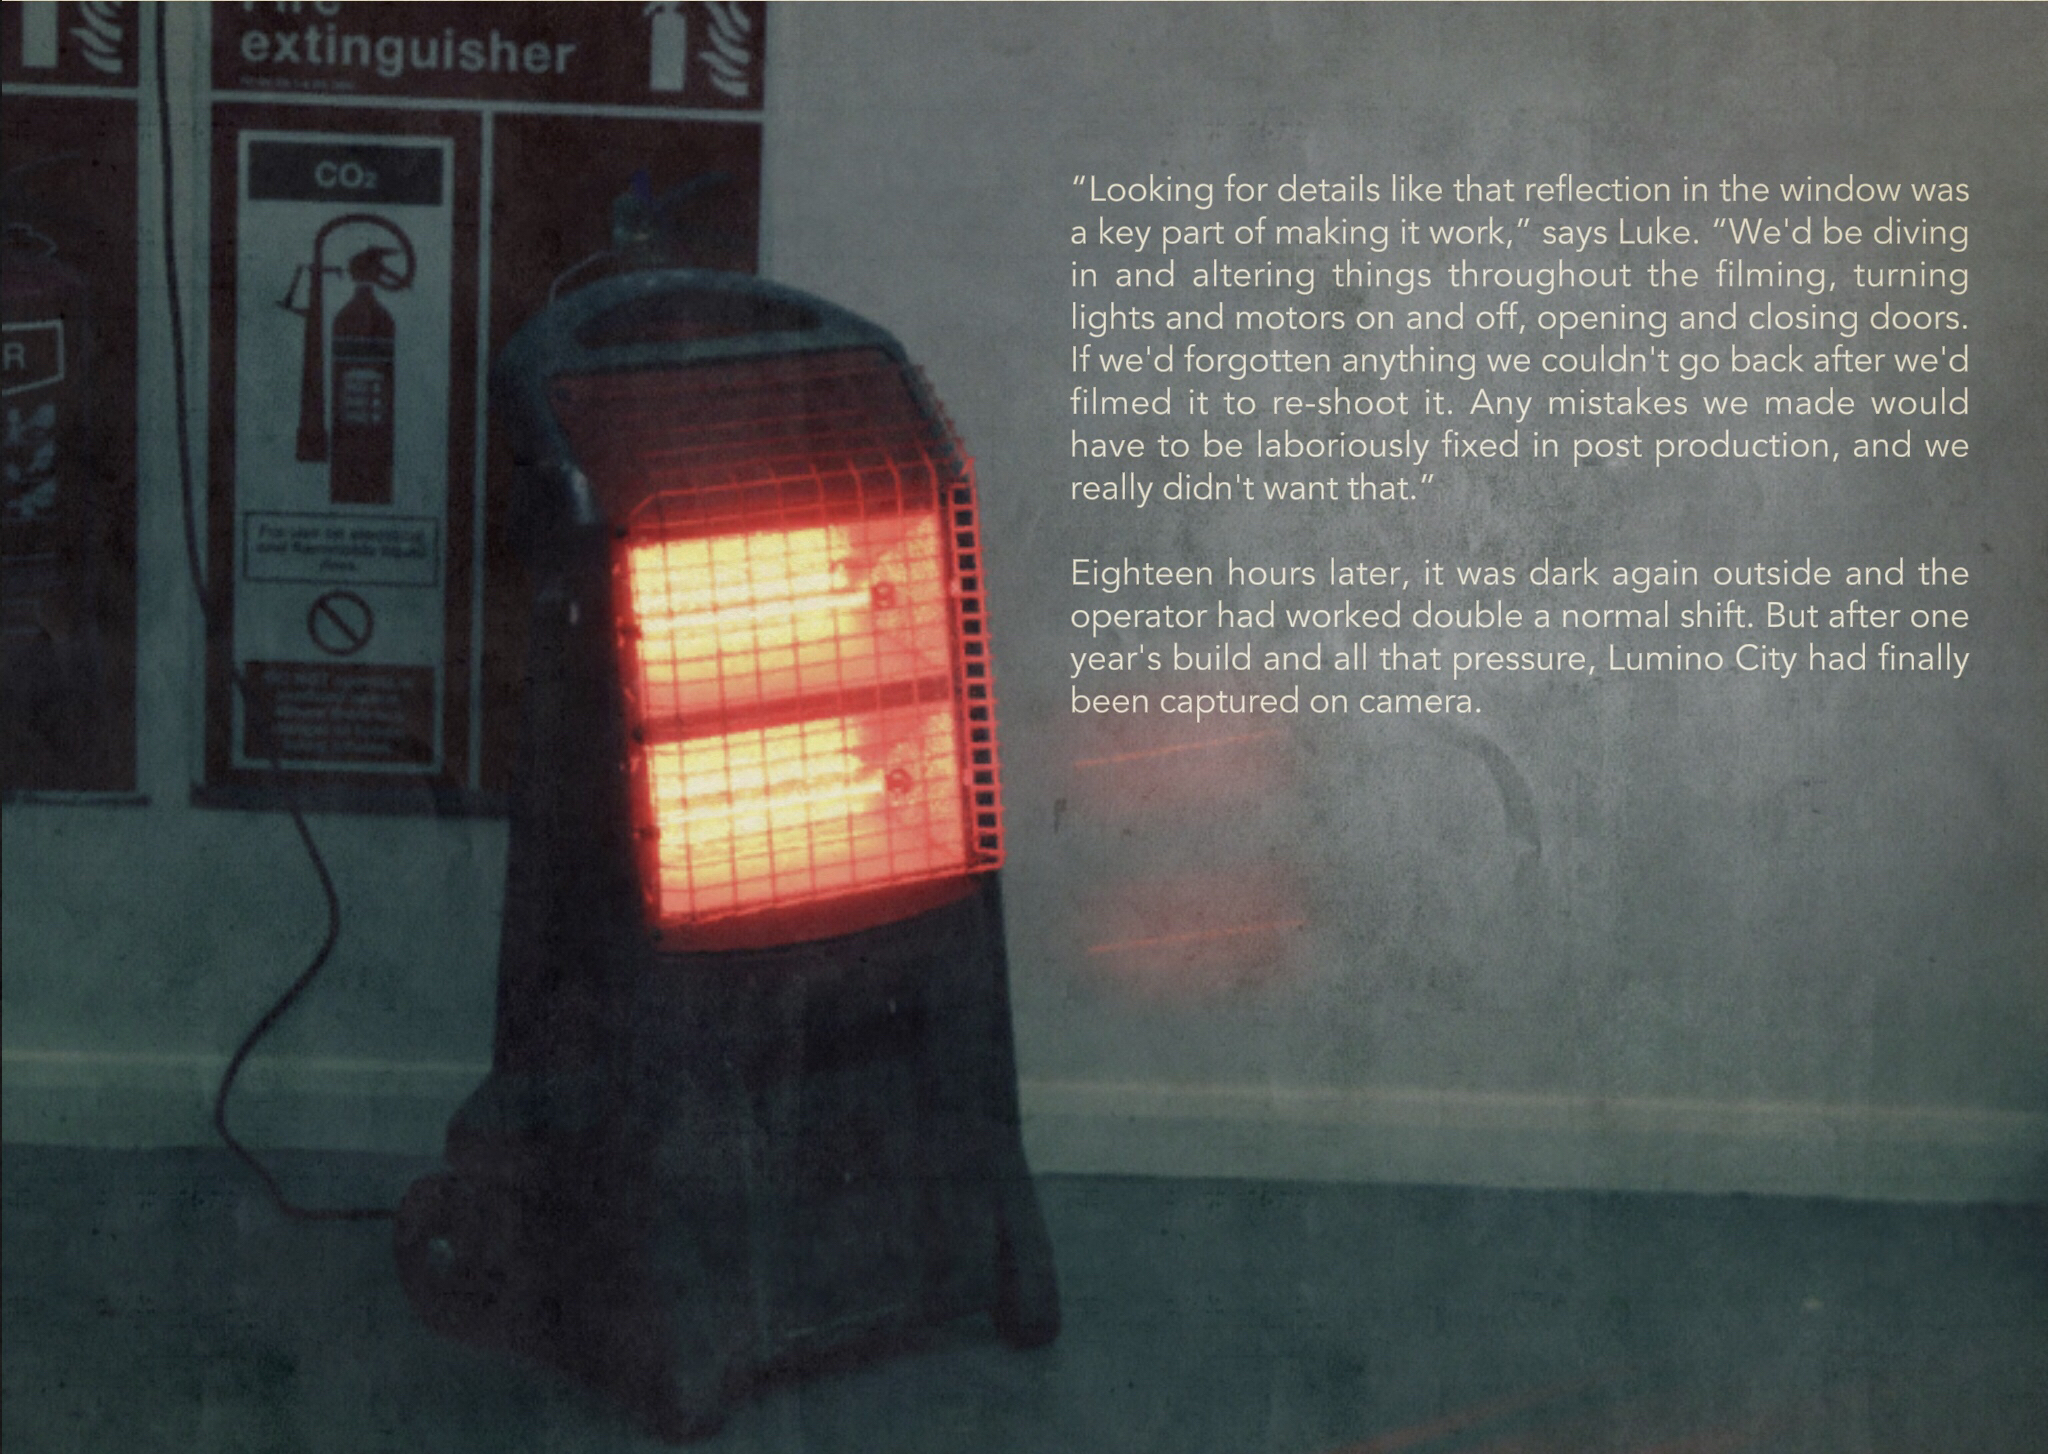 Fire
extinguisher
CO₂
R
“Looking for details like that reflection in the window was
a key part of making it work,” says Luke. “We'd be diving
in and altering things throughout the filming, turning
lights and motors on and off, opening and closing doors.
If we'd forgotten anything we couldn't go back after we'd
filmed it to re-shoot it. Any mistakes we made would
have to be laboriously fixed in post production, and we
really didn't want that.”
Eighteen hours later, it was dark again outside and the
operator had worked double a normal shift. But after one
year's build and all that pressure, Lumino City had finally
been captured on camera.